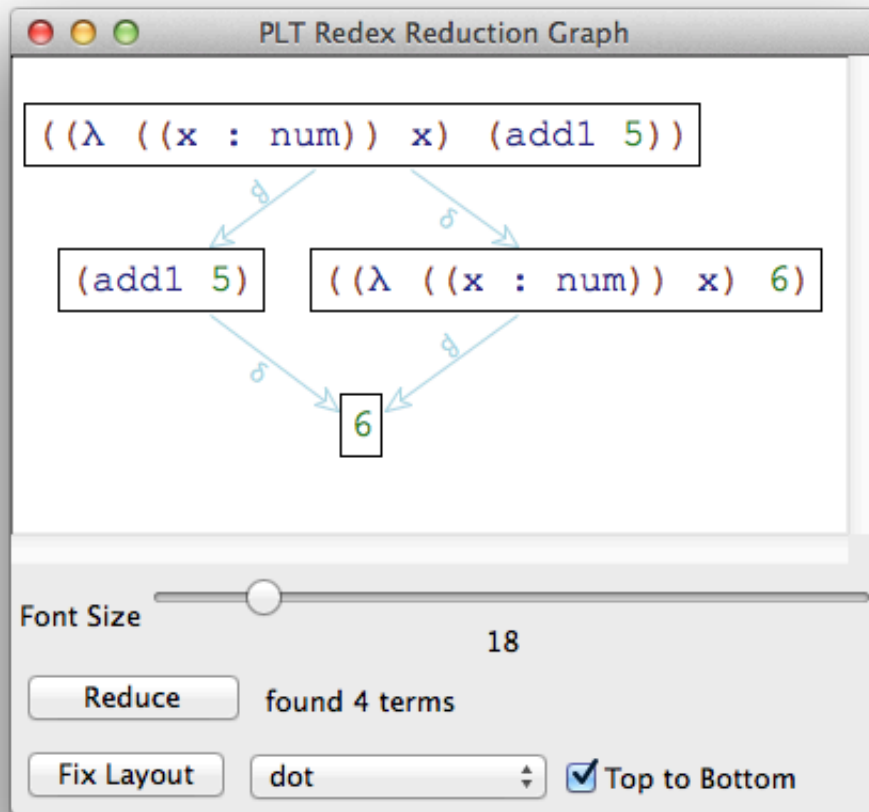 PLT Redex Reduction Graph
((λ ((x : num)) x) (add1 5))
β δ
(add1 5) ((λ ((x : num)) x) 6)
δ β
6
Font Size
18
Reduce found 4 terms
Fix Layout dot Top to Bottom